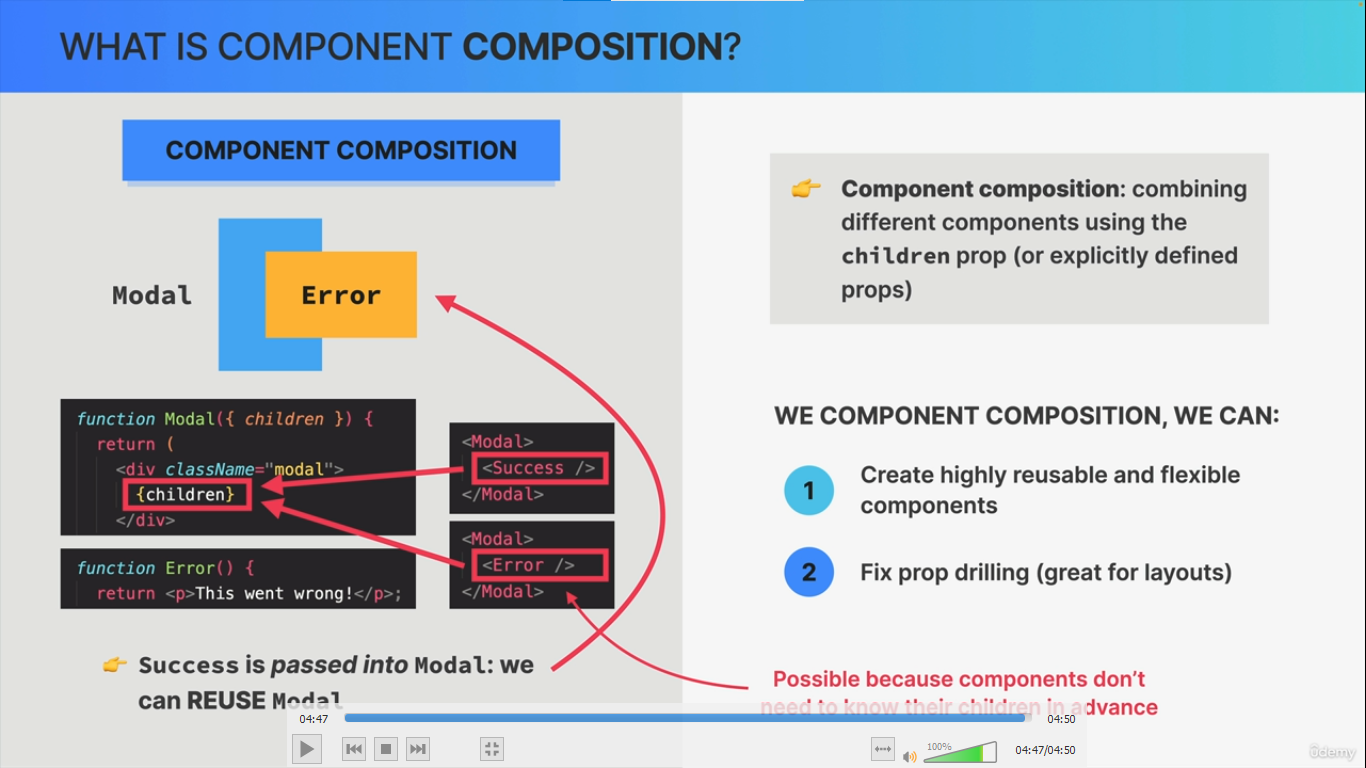 WHAT IS COMPONENT COMPOSITION?
COMPONENT COMPOSITION
Modal
Error
function Modal({ children }) {
return (
<div className="modal">
{children}
</div>
function Error() {
return <p>This went wrong!</p>;
<Modal>
<Success />
</Modal>
<Modal>
<Error />
</Modal>
👉 Success is passed into Modal: we
can REUSE Modal
👉 Component composition: combining
different components using the
children prop (or explicitly defined
props)
WE COMPONENT COMPOSITION, WE CAN:
1 Create highly reusable and flexible
components
2 Fix prop drilling (great for layouts)
Possible because components don’t
need to know their children in advance
04:47
04:50
100%
04:47/04:50
ûdemy